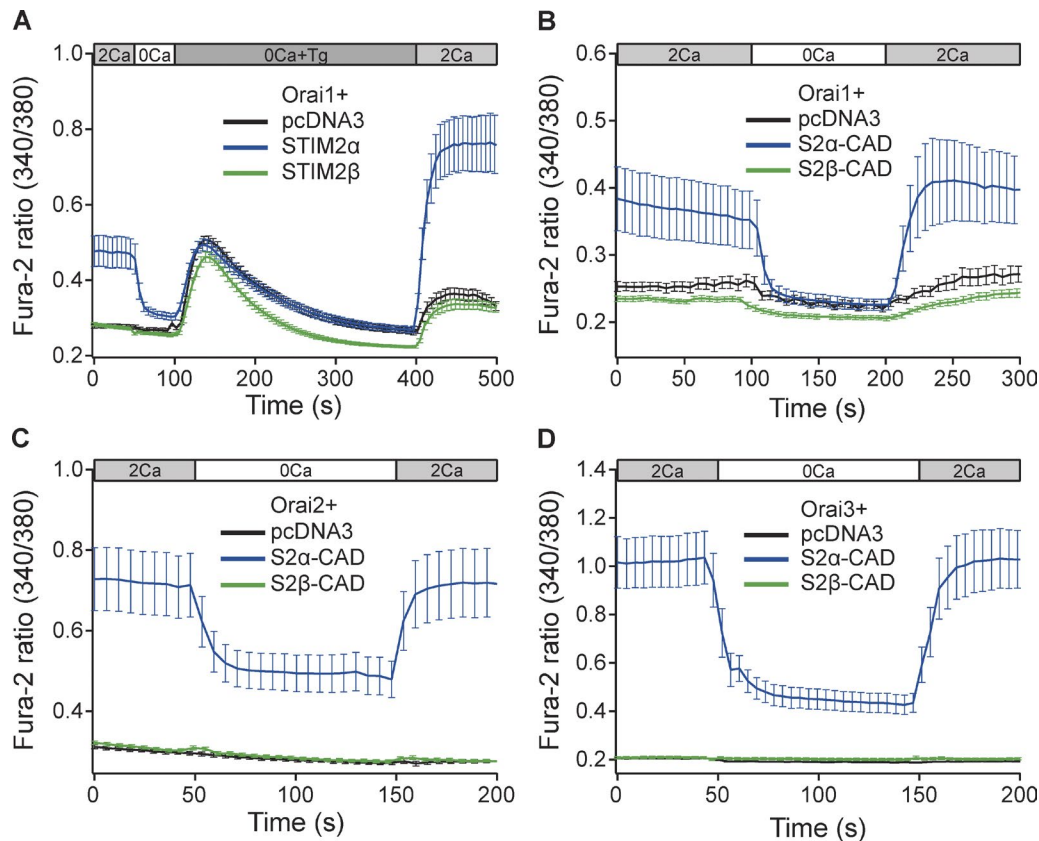 A
2Ca 0Ca 0Ca+Tg 2Ca
Orai1+
pcDNA3
STIM2α
STIM2β
Fura-2 ratio (340/380)
1.0
0.8
0.6
0.4
0.2
0 100 200 300 400 500
Time (s)
B
2Ca 0Ca 2Ca
Orai1+
pcDNA3
S2α-CAD
S2β-CAD
Fura-2 ratio (340/380)
0.6
0.5
0.4
0.3
0.2
0 50 100 150 200 250 300
Time (s)
C
2Ca 0Ca 2Ca
Orai2+
pcDNA3
S2α-CAD
S2β-CAD
Fura-2 ratio (340/380)
1.0
0.8
0.6
0.4
0 50 100 150 200
Time (s)
D
2Ca 0Ca 2Ca
Orai3+
pcDNA3
S2α-CAD
S2β-CAD
Fura-2 ratio (340/380)
1.4
1.2
1.0
0.8
0.6
0.4
0.2
0 50 100 150 200
Time (s)